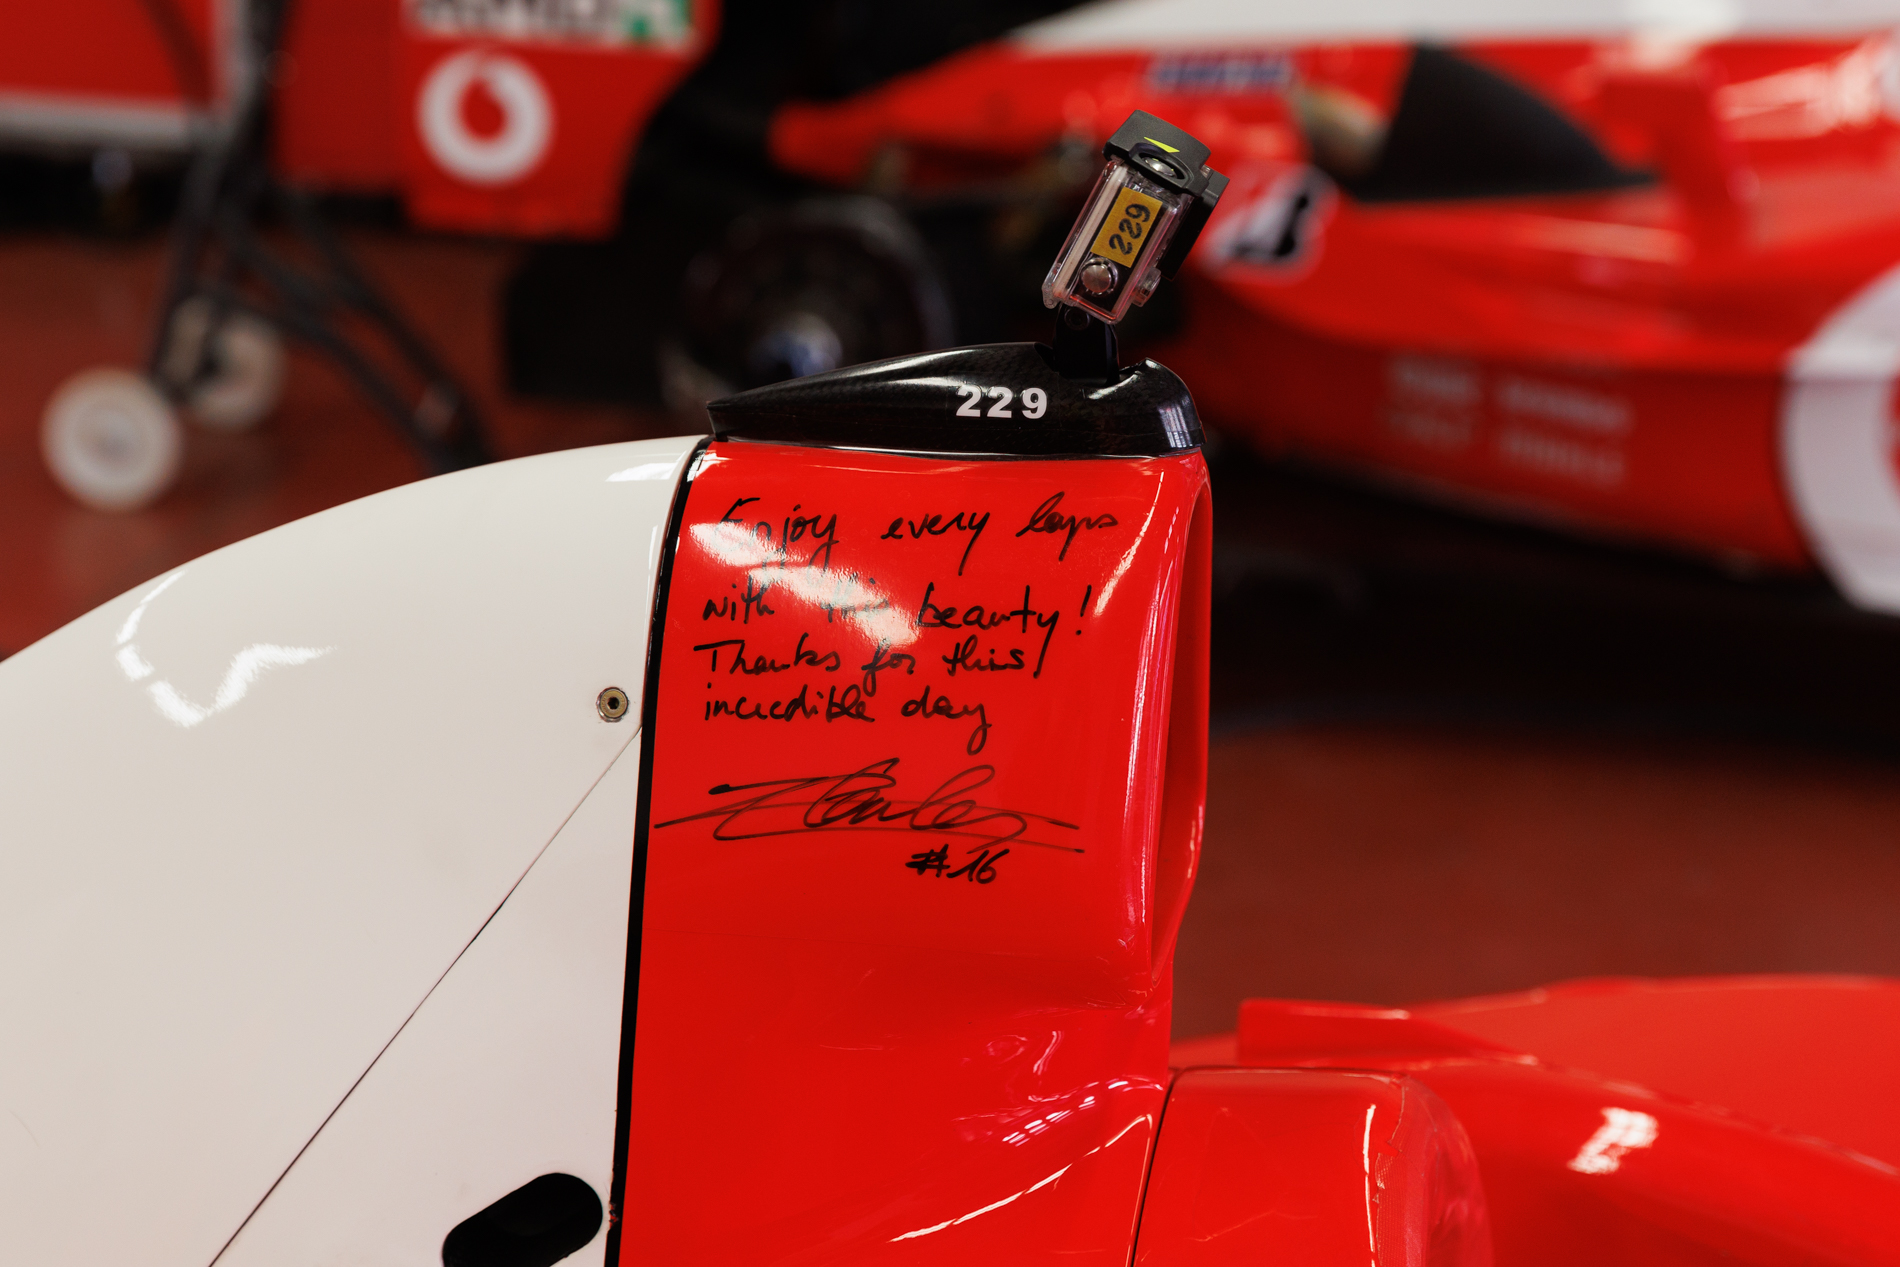 229
229
Enjoy every laps
with this beauty!
Thanks for this
incredible day
#16